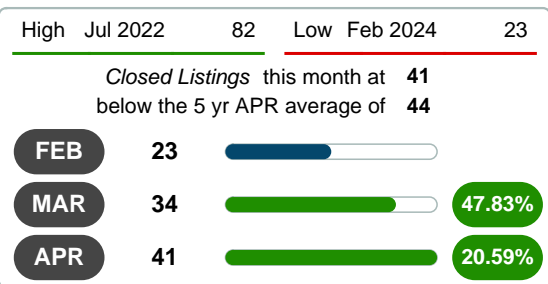 High Jul 2022 82 Low Feb 2024 23
Closed Listings this month at 41
below the 5 yr APR average of 44
FEB 23
MAR 34 47.83%
APR 41 20.59%